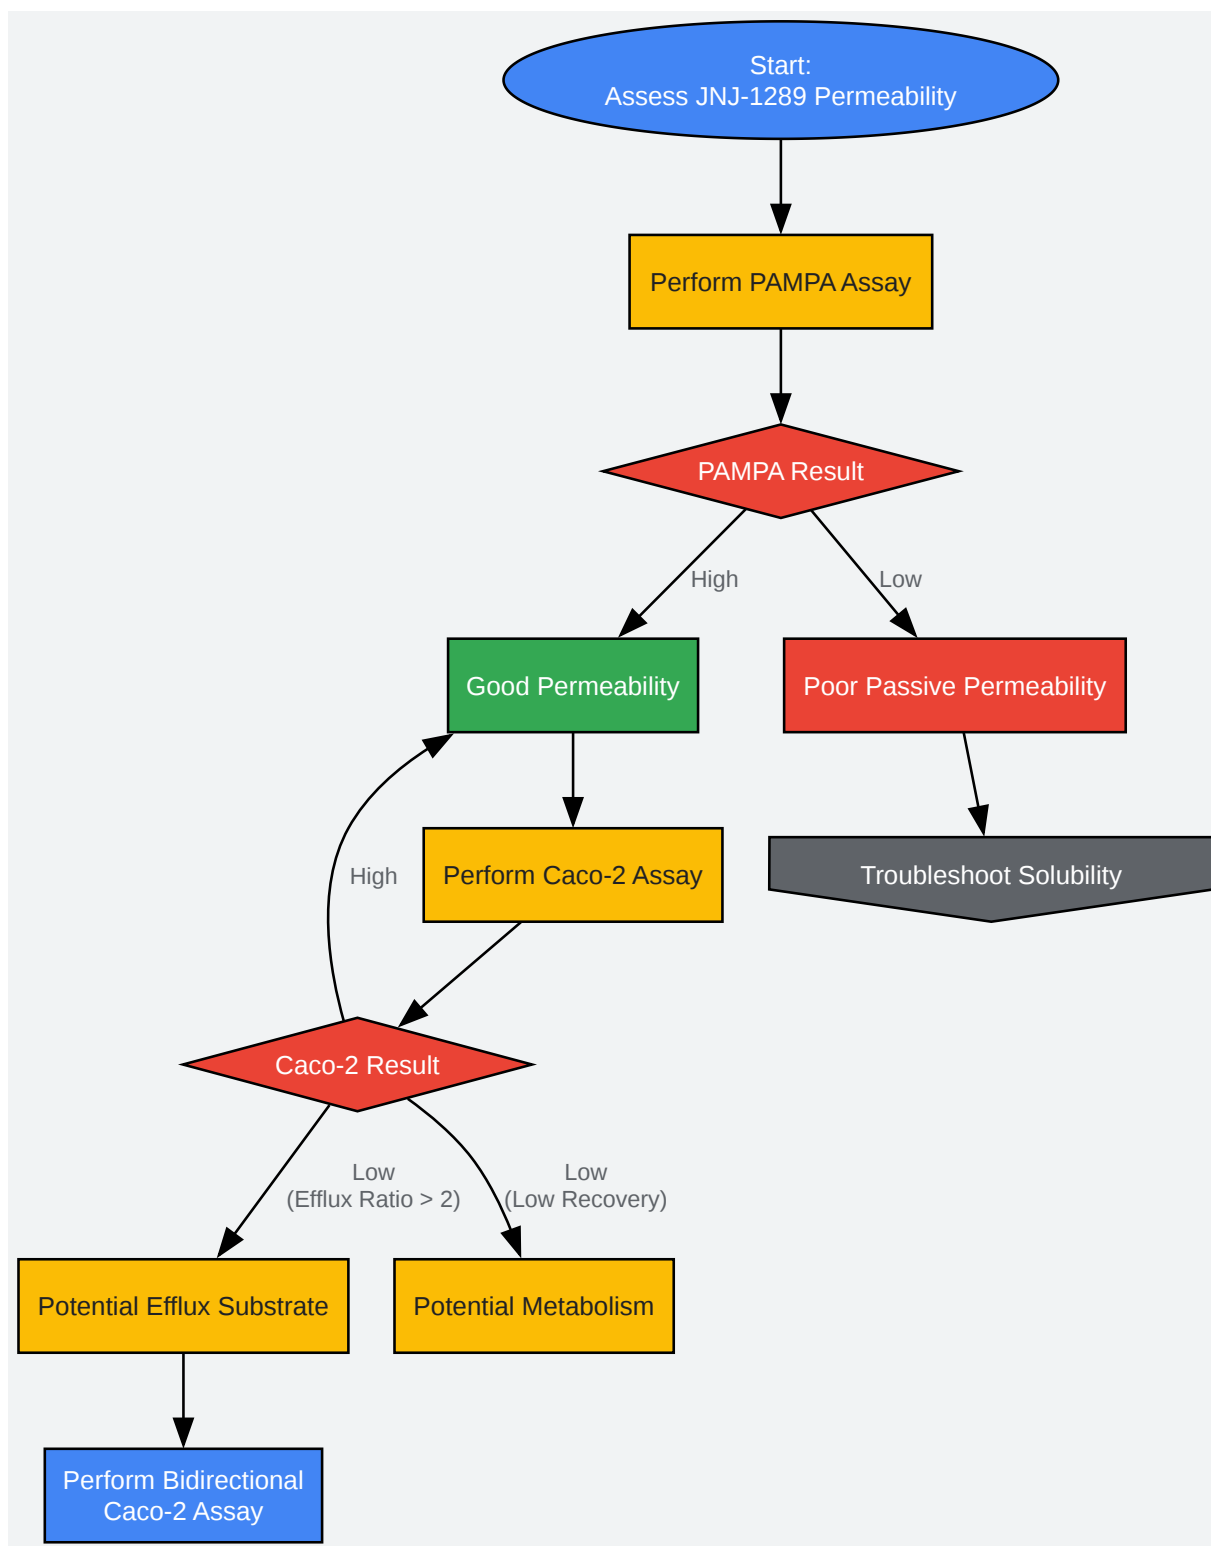 Start:
Assess JNJ-1289 Permeability
Perform PAMPA Assay
PAMPA Result
High
Low
Good Permeability
Poor Passive Permeability
High
Perform Caco-2 Assay
Troubleshoot Solubility
Caco-2 Result
Low
(Efflux Ratio > 2)
Low
(Low Recovery)
Potential Efflux Substrate
Potential Metabolism
Perform Bidirectional
Caco-2 Assay